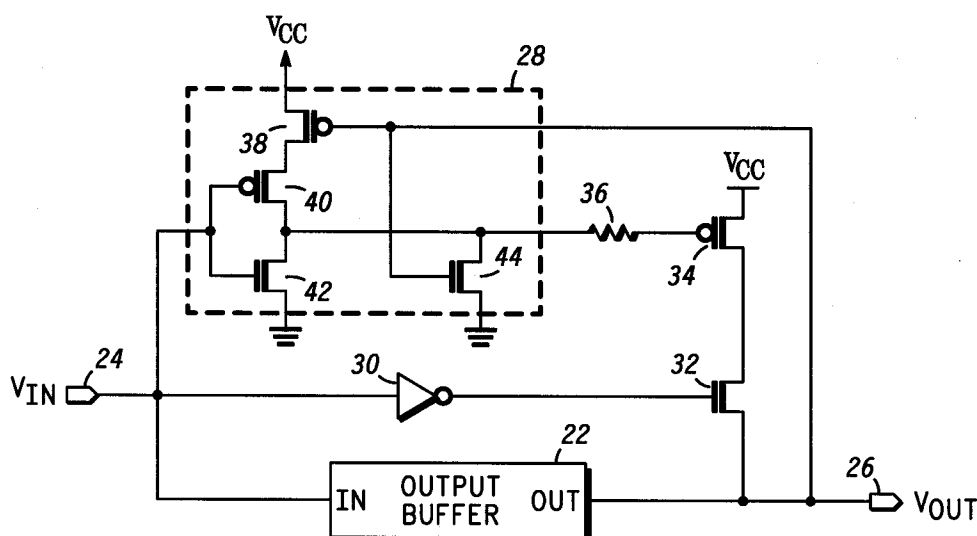 VCC
28
38
40
36
VCC
34
42
44
24
VIN
30
32
22
IN
OUTPUT
BUFFER
OUT
26
VOUT